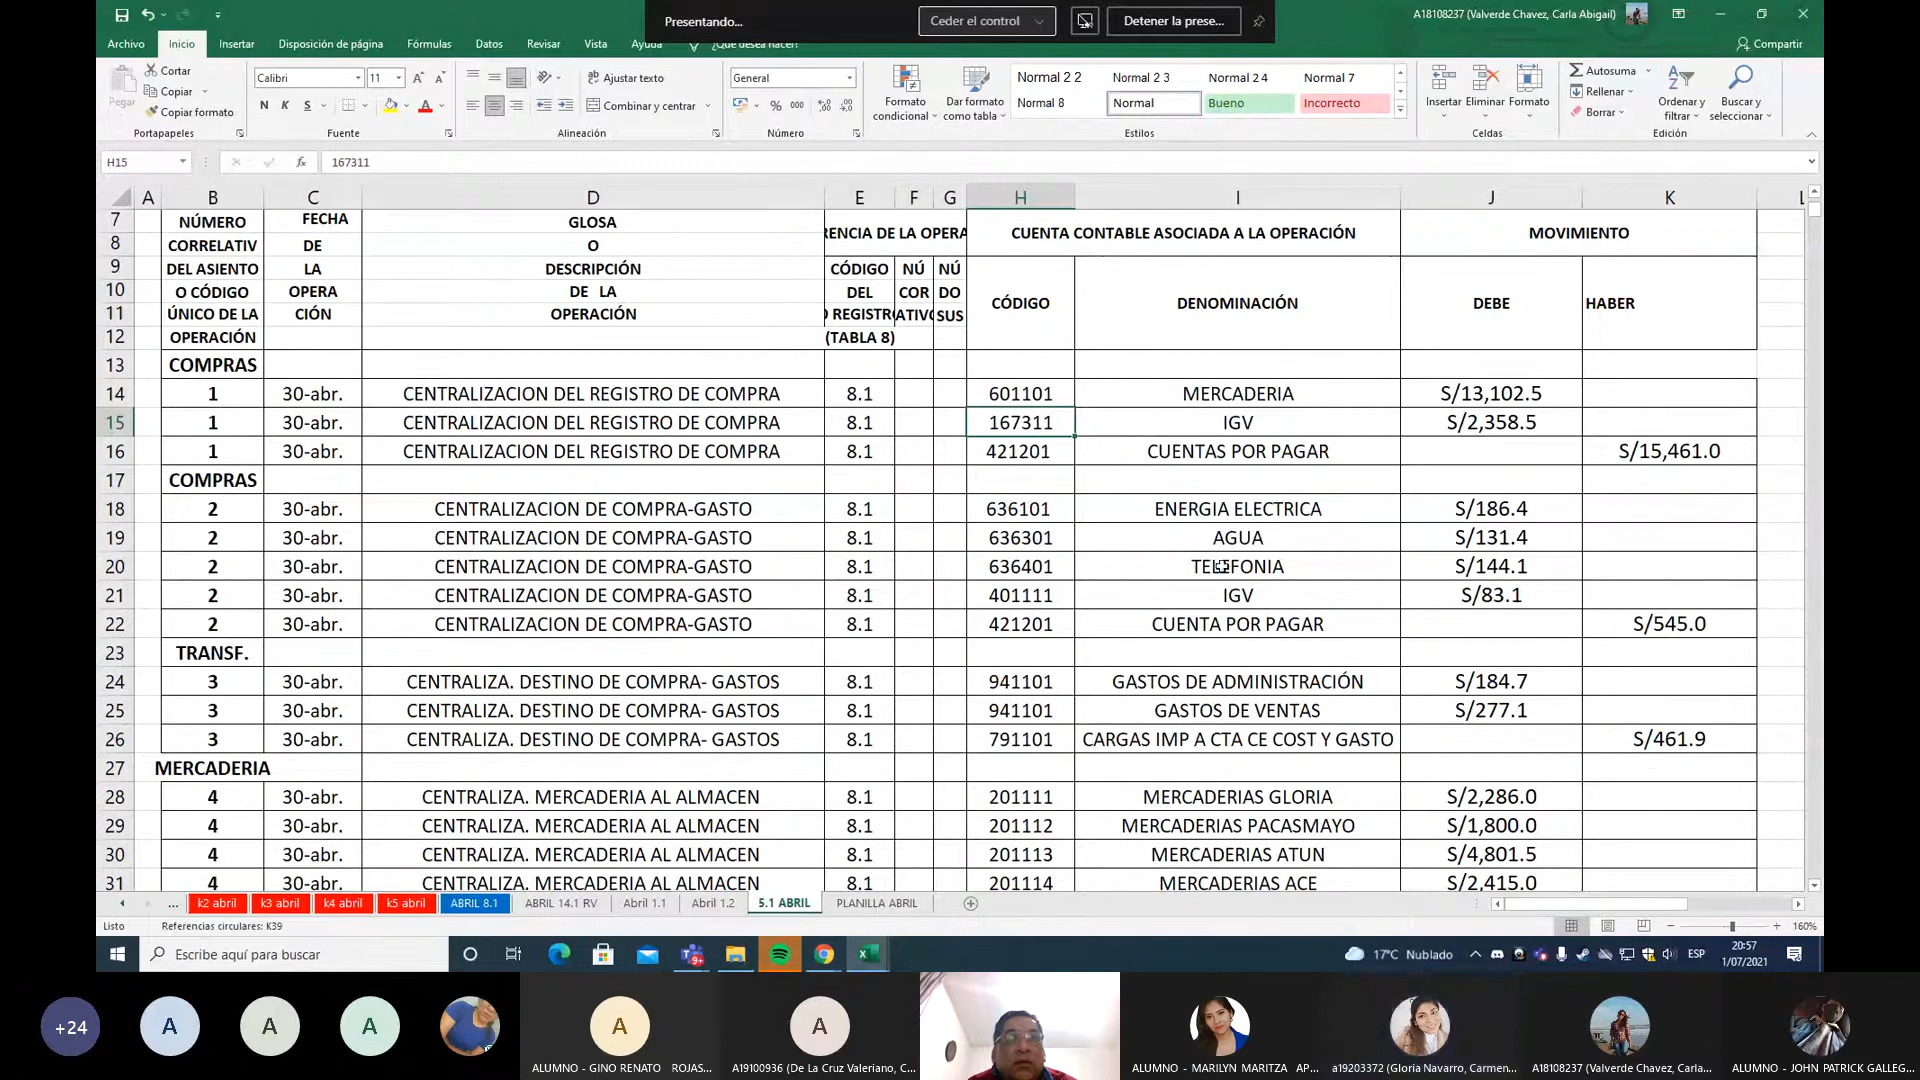 Presentando...
Ceder el control
Detener la prese...
A18108237 (Valverde Chavez, Carla Abigail)
Archivo Inicio Insertar Disposición de página Fórmulas Datos Revisar Vista Ayuda ¿Qué desea hacer?
Compartir
Pegar
Cortar
Copiar
Copiar formato
Portapapeles
Calibri 11
N K S
Fuente
Ajustar texto
Combinar y centrar
Alineación
General
% 000
Número
Formato condicional
Dar formato como tabla
Normal 2 2 Normal 2 3 Normal 2 4 Normal 7
Normal 8 Normal Bueno Incorrecto
Estilos
Insertar Eliminar Formato
Celdas
Autosuma
Rellenar
Borrar
Ordenar y filtrar
Buscar y seleccionar
Edición
H15 fx 167311
A B C D E F G H I J K L
7 NÚMERO FECHA GLOSA RENCIA DE LA OPERA CUENTA CONTABLE ASOCIADA A LA OPERACIÓN MOVIMIENTO
8 CORRELATIV DE O
9 DEL ASIENTO LA DESCRIPCIÓN CÓDIGO NÚ NÚ
10 O CÓDIGO OPERA DE LA DEL COR DO CÓDIGO DENOMINACIÓN DEBE HABER
11 ÚNICO DE LA CIÓN OPERACIÓN O REGISTRO ATIVO SUS
12 OPERACIÓN (TABLA 8)
13 COMPRAS
14 1 30-abr. CENTRALIZACION DEL REGISTRO DE COMPRA 8.1 601101 MERCADERIA S/13,102.5
15 1 30-abr. CENTRALIZACION DEL REGISTRO DE COMPRA 8.1 167311 IGV S/2,358.5
16 1 30-abr. CENTRALIZACION DEL REGISTRO DE COMPRA 8.1 421201 CUENTAS POR PAGAR S/15,461.0
17 COMPRAS
18 2 30-abr. CENTRALIZACION DE COMPRA-GASTO 8.1 636101 ENERGIA ELECTRICA S/186.4
19 2 30-abr. CENTRALIZACION DE COMPRA-GASTO 8.1 636301 AGUA S/131.4
20 2 30-abr. CENTRALIZACION DE COMPRA-GASTO 8.1 636401 TELEFONIA S/144.1
21 2 30-abr. CENTRALIZACION DE COMPRA-GASTO 8.1 401111 IGV S/83.1
22 2 30-abr. CENTRALIZACION DE COMPRA-GASTO 8.1 421201 CUENTA POR PAGAR S/545.0
23 TRANSF.
24 3 30-abr. CENTRALIZA. DESTINO DE COMPRA- GASTOS 8.1 941101 GASTOS DE ADMINISTRACIÓN S/184.7
25 3 30-abr. CENTRALIZA. DESTINO DE COMPRA- GASTOS 8.1 941101 GASTOS DE VENTAS S/277.1
26 3 30-abr. CENTRALIZA. DESTINO DE COMPRA- GASTOS 8.1 791101 CARGAS IMP A CTA CE COST Y GASTO S/461.9
27 MERCADERIA
28 4 30-abr. CENTRALIZA. MERCADERIA AL ALMACEN 8.1 201111 MERCADERIAS GLORIA S/2,286.0
29 4 30-abr. CENTRALIZA. MERCADERIA AL ALMACEN 8.1 201112 MERCADERIAS PACASMAYO S/1,800.0
30 4 30-abr. CENTRALIZA. MERCADERIA AL ALMACEN 8.1 201113 MERCADERIAS ATUN S/4,801.5
31 4 30-abr. CENTRALIZA. MERCADERIA AL ALMACEN 8.1 201114 MERCADERIAS ACE S/2,415.0
... k2 abril k3 abril k4 abril k5 abril ABRIL 8.1 ABRIL 14.1 RV Abril 1.1 Abril 1.2 5.1 ABRIL PLANILLA ABRIL
Listo Referencias circulares: K39 160%
Escribe aquí para buscar
9+
17°C Nublado
ESP
20:57
1/07/2021
+24
A
A
A
A
A
ALUMNO - GINO RENATO ROJAS...
A19100936 (De La Cruz Valeriano, C...
ALUMNO - MARILYN MARITZA AP...
a19203372 (Gloria Navarro, Carmen...
A18108237 (Valverde Chavez, Carla...
ALUMNO - JOHN PATRICK GALLEG...